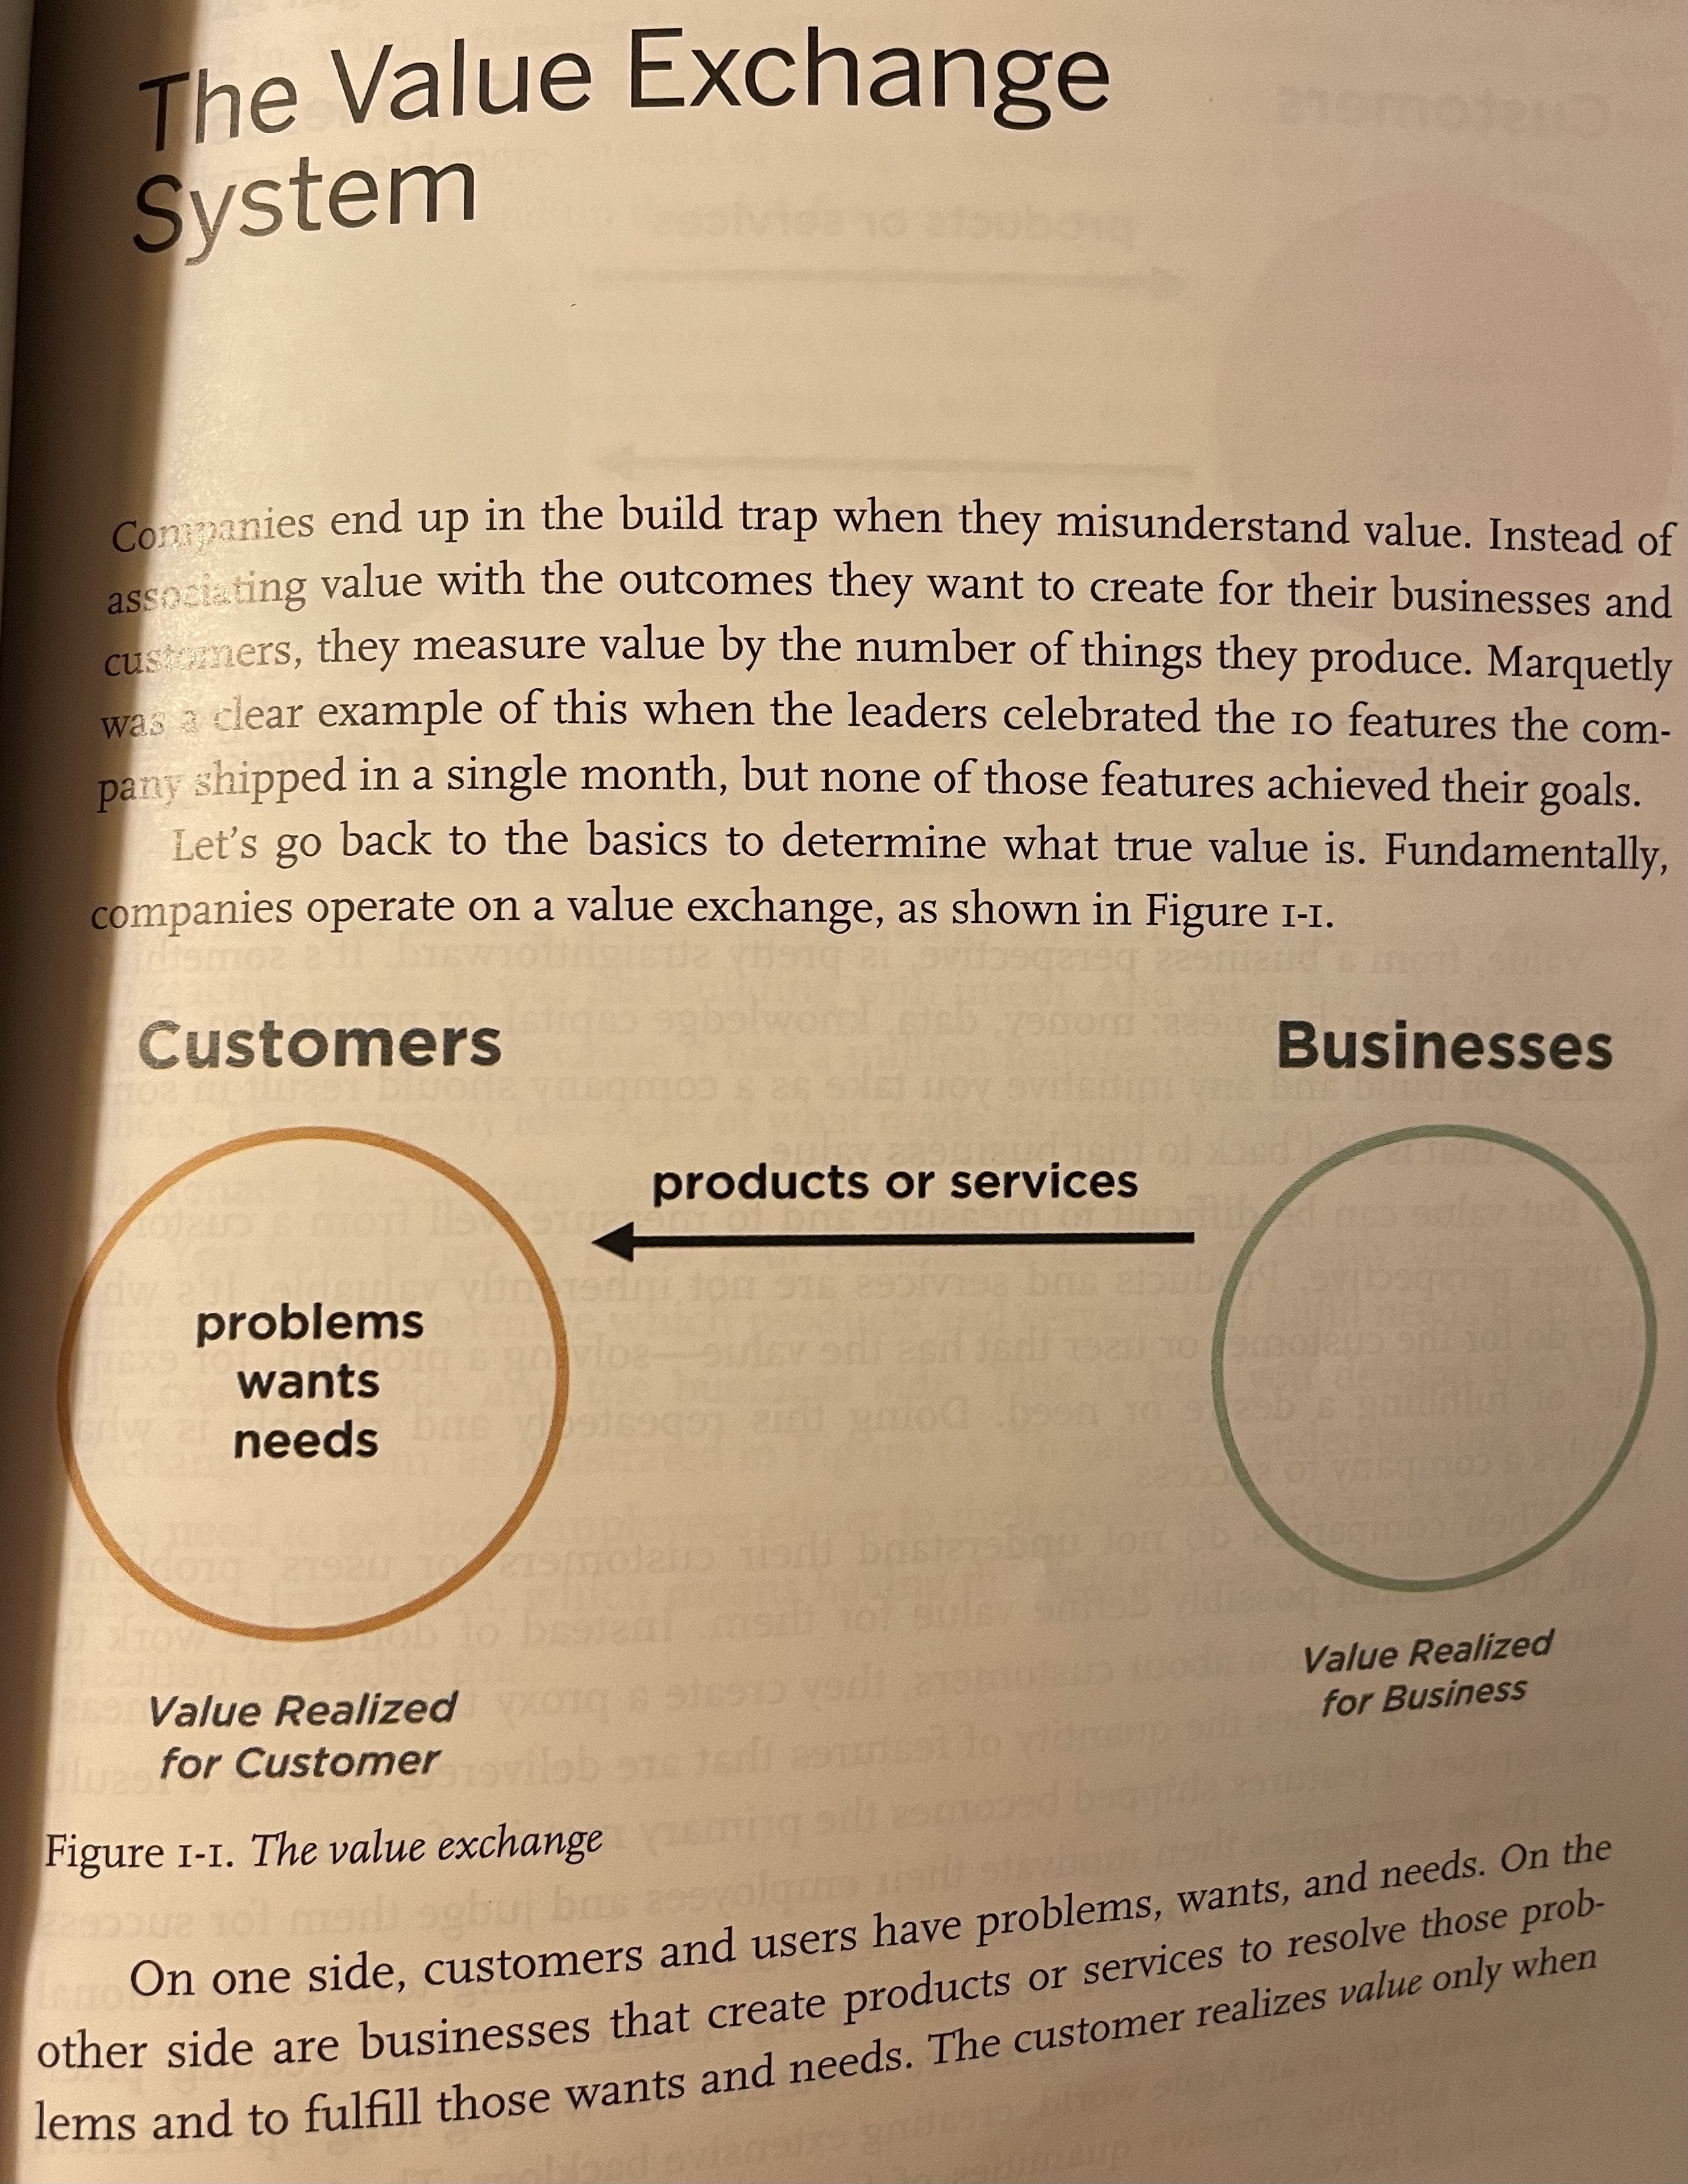 The Value Exchange
System
Companies end up in the build trap when they misunderstand value. Instead of
associating value with the outcomes they want to create for their businesses and
customers, they measure value by the number of things they produce. Marquetly
was a clear example of this when the leaders celebrated the 10 features the com-
pany shipped in a single month, but none of those features achieved their goals.
Let's go back to the basics to determine what true value is. Fundamentally,
companies operate on a value exchange, as shown in Figure 1-1.
Customers
Businesses
products or services
problems
wants
needs
Value Realized
for Customer
Value Realized
for Business
Figure 1-1. The value exchange
On one side, customers and users have problems, wants, and needs. On the
other side are businesses that create products or services to resolve those prob-
lems and to fulfill those wants and needs. The customer realizes value only when